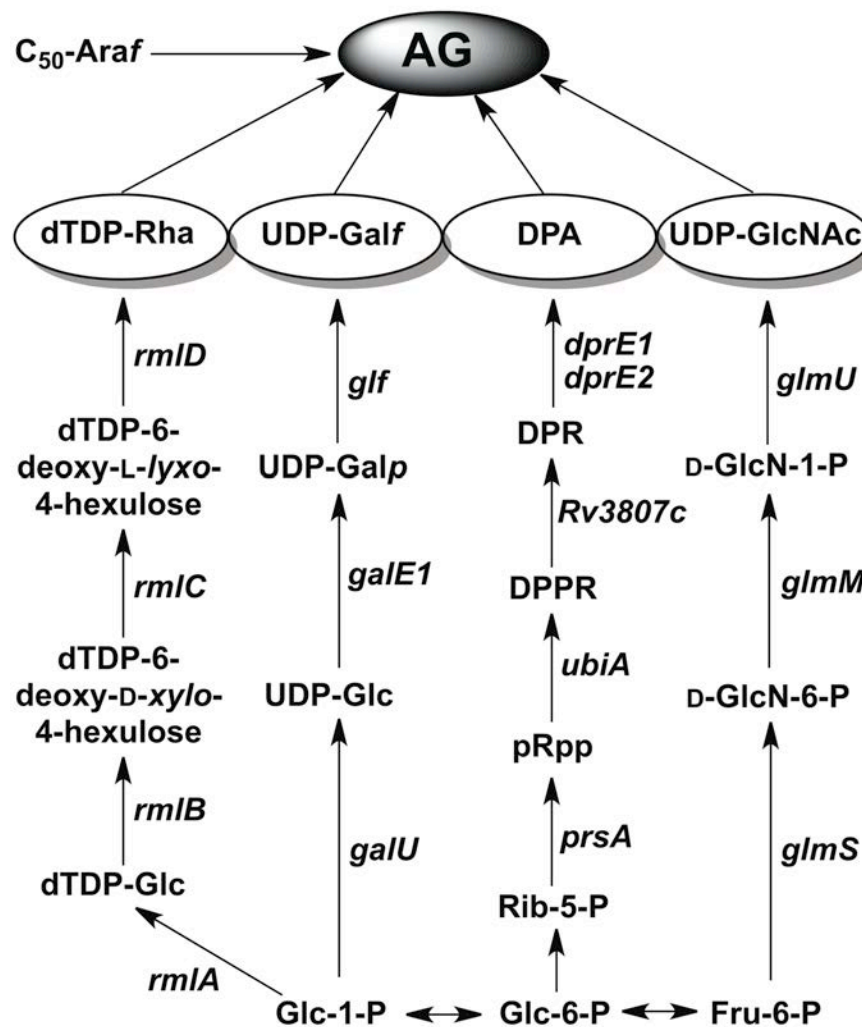 C50-Araf
AG
dTDP-Rha
UDP-Galf
DPA
UDP-GlcNAc
rmlD
glf
dprE1
dprE2
glmU
dTDP-6-
deoxy-L-lyxo-
4-hexulose
UDP-Galp
DPR
D-GlcN-1-P
rmlC
galE1
Rv3807c
glmM
DPPR
dTDP-6-
deoxy-D-xylo-
4-hexulose
UDP-Glc
ubiA
D-GlcN-6-P
pRpp
rmlB
galU
prsA
glmS
dTDP-Glc
Rib-5-P
rmlA
Glc-1-P
Glc-6-P
Fru-6-P